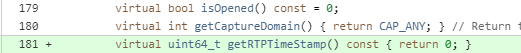 179 virtual bool isOpened() const = 0;
180 virtual int getCaptureDomain() { return CAP_ANY; } // Return
181 + virtual uint64_t getRTPTimeStamp() const { return 0; }